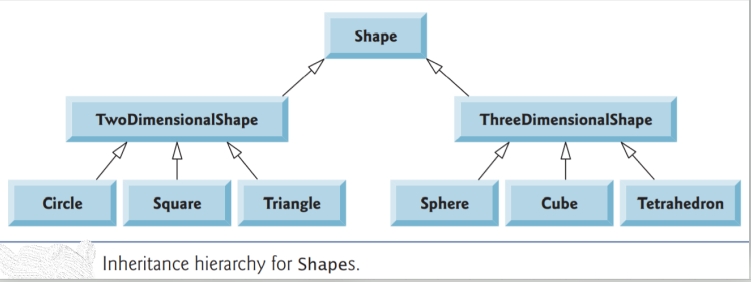 Shape
TwoDimensionalShape ThreeDimensionalShape
Circle Square Triangle Sphere Cube Tetrahedron
Inheritance hierarchy for Shapes.